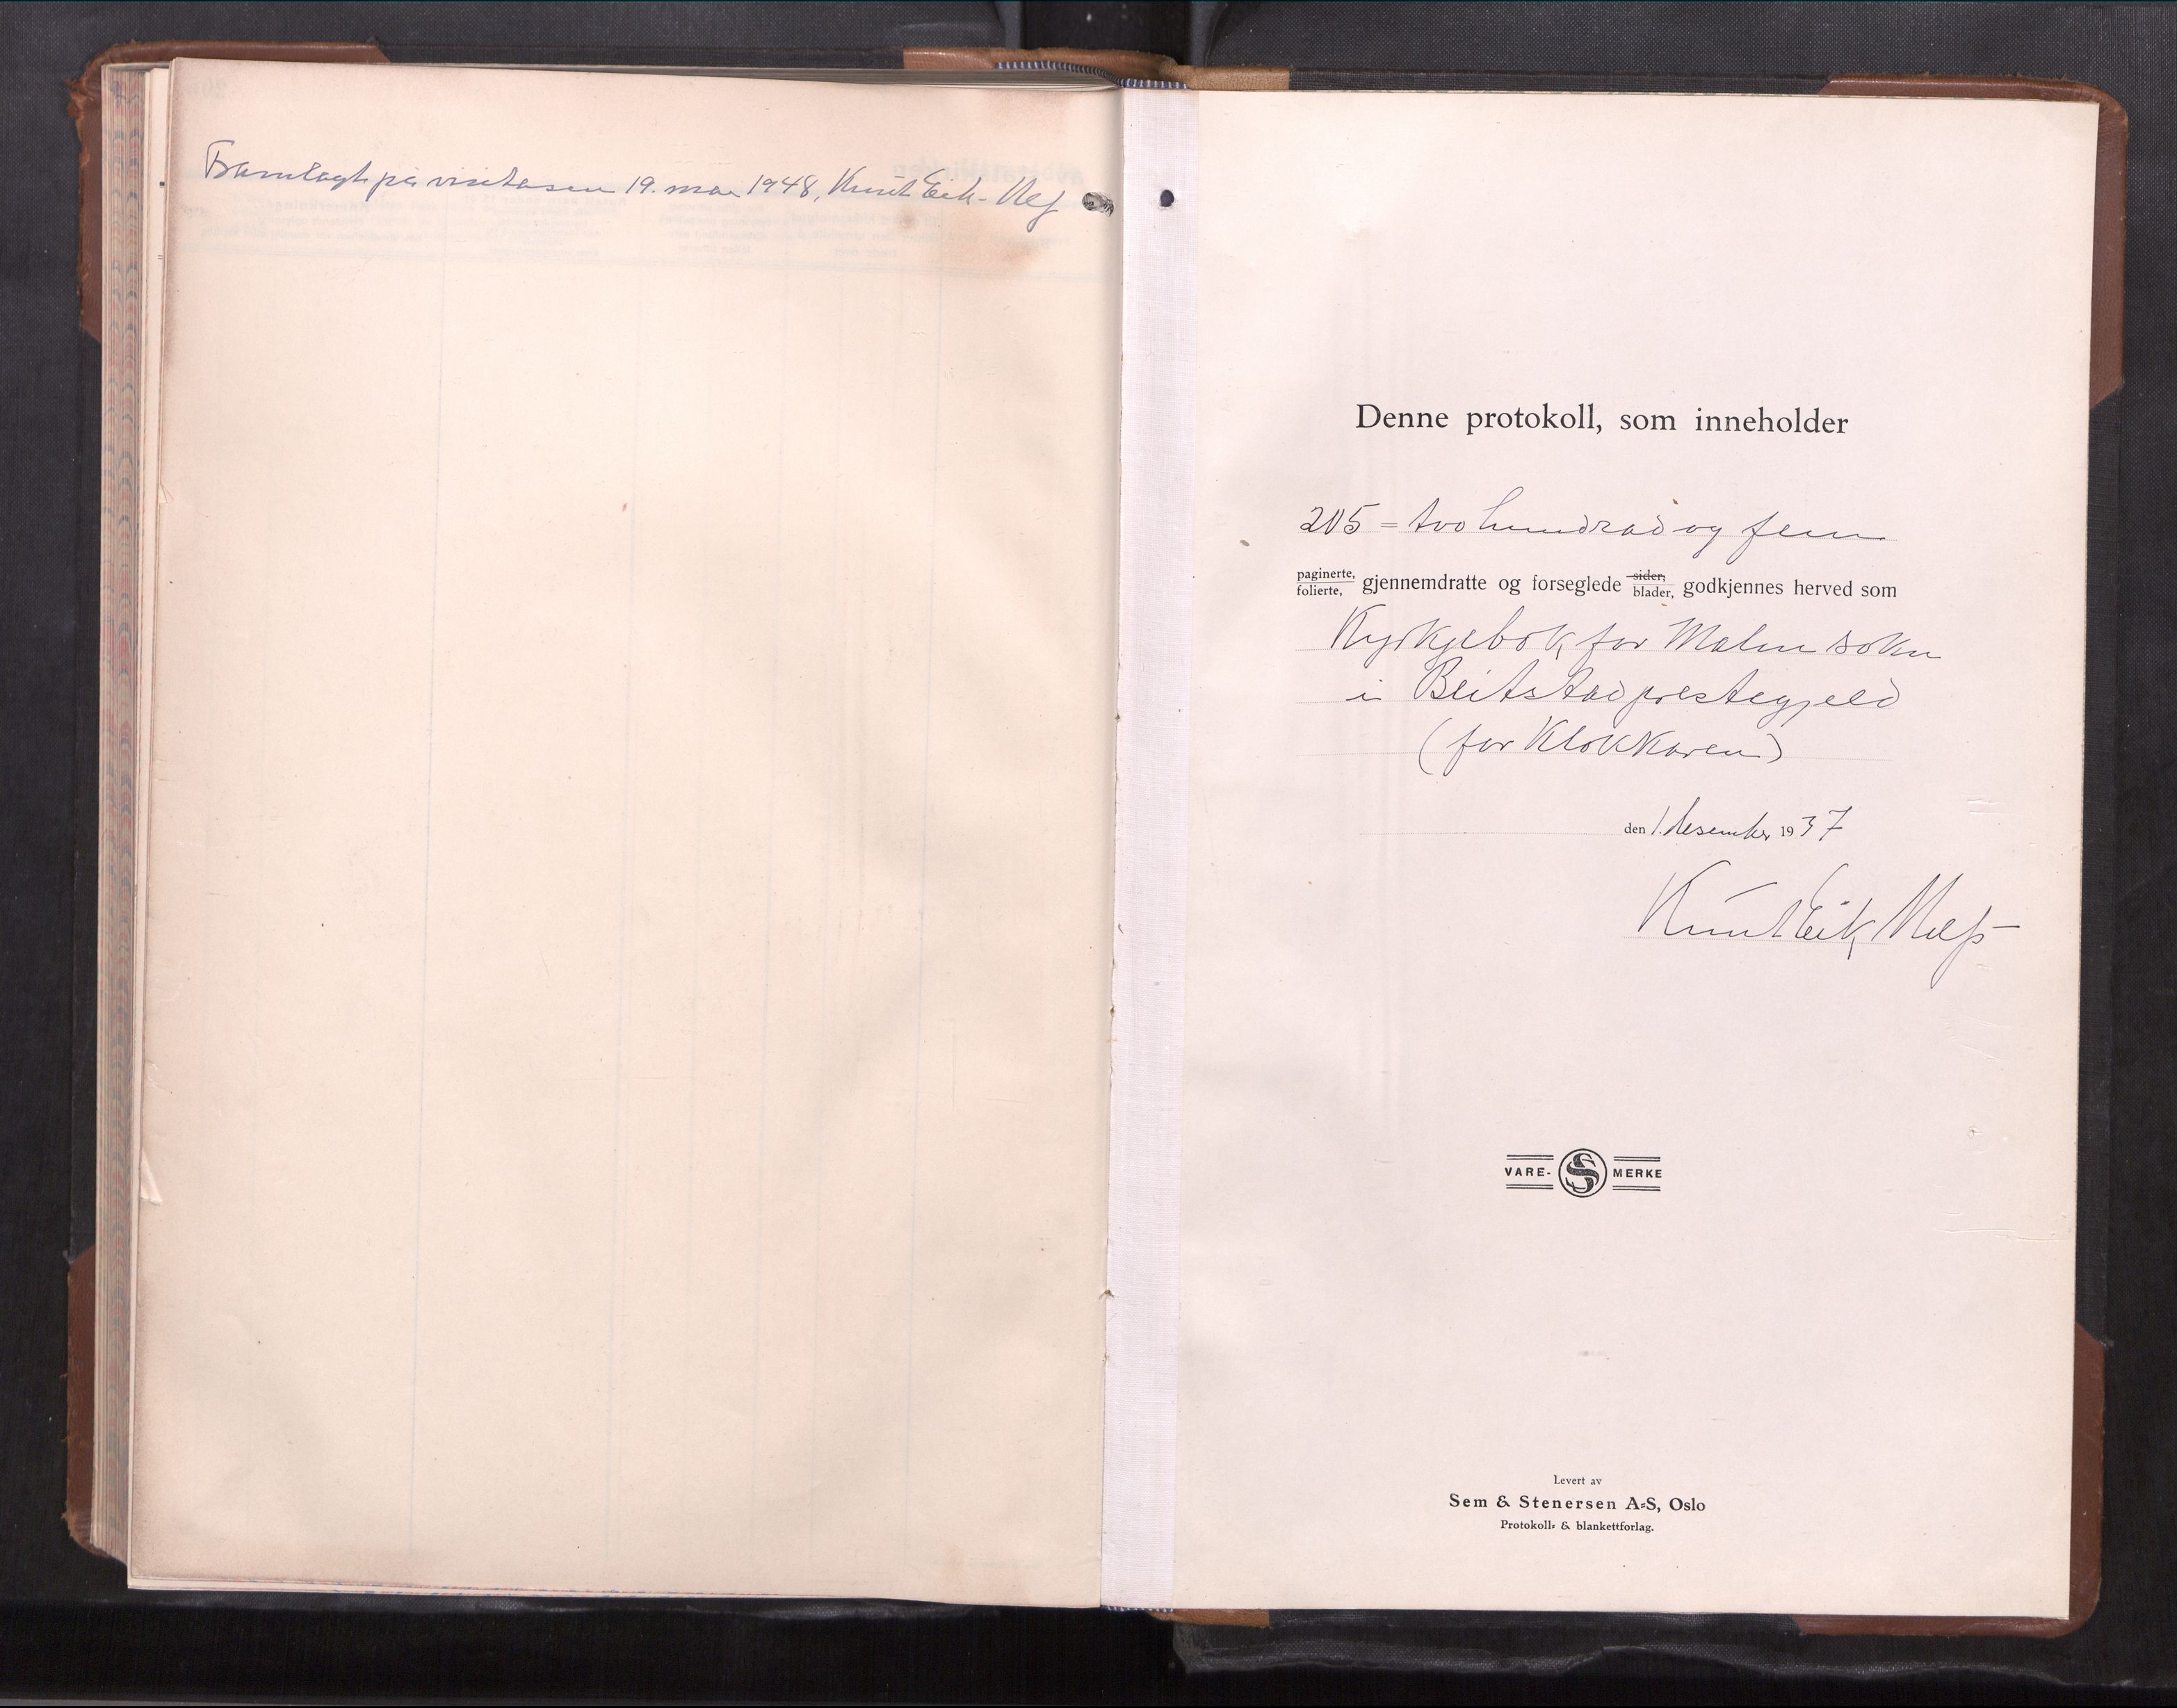 Framlagt på visitasen 19. mai 1948, Knut Eik-Nes
Denne protokoll, som inneholder
205 = tvo hundrad og fem
paginerte,
folierte, gjennemdratte og forseglede sider, blader, godkjennes herved som
Kyrkjebok for Malm sokn
i Beitstad prestegjeld
(for Klokkaren)
den 1. desember 1937
Knut Eik Nes
VARE- S MERKE
Levert av
Sem & Stenersen A-S, Oslo
Protokoll- & blankettforlag.